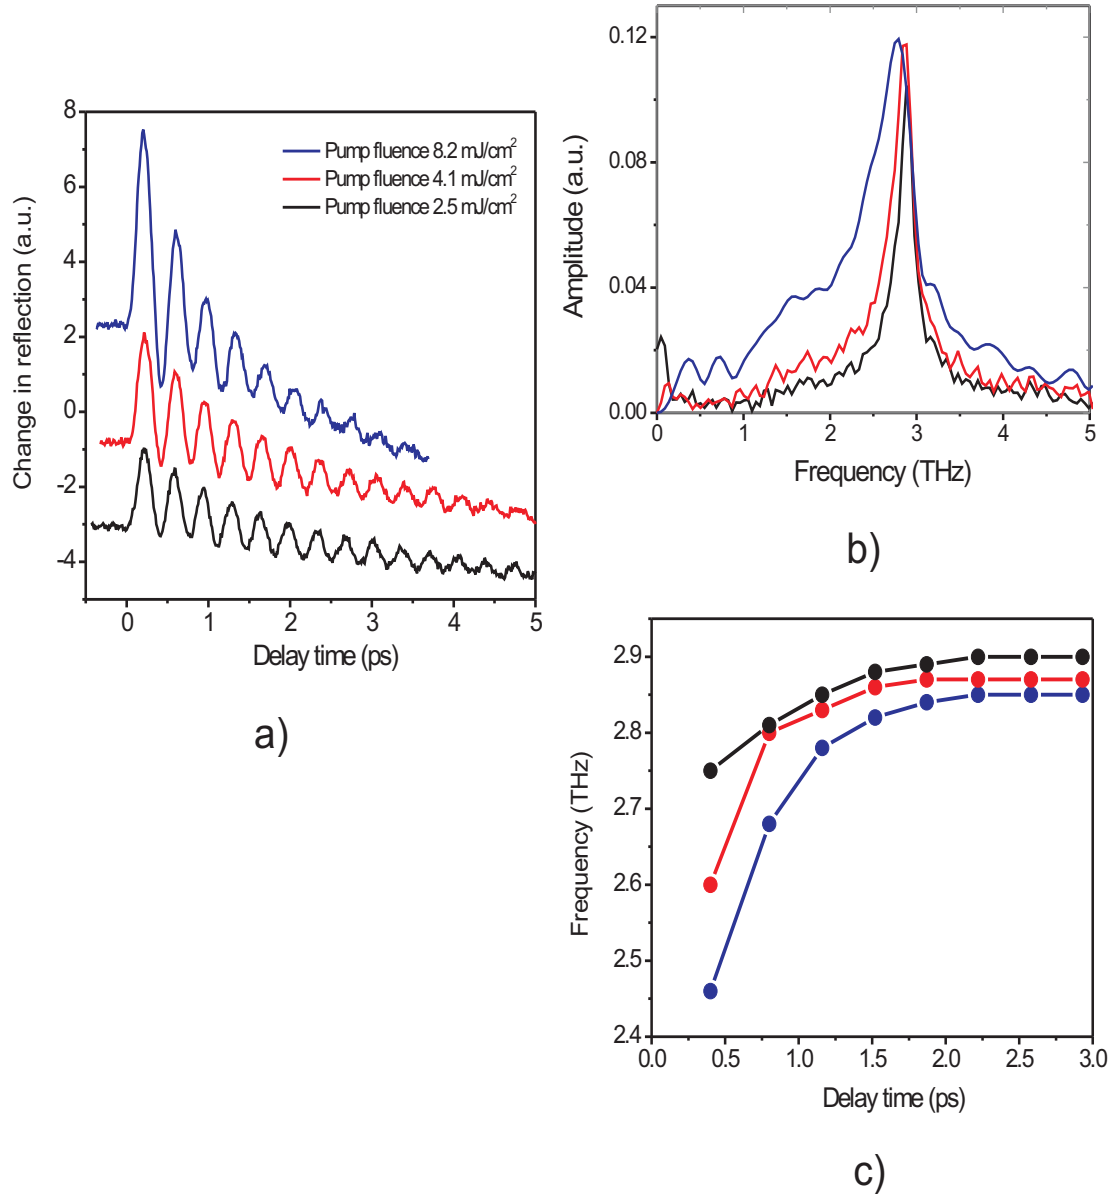 8
6
4
2
0
-2
-4
Change in reflection (a.u.)
Pump fluence 8.2 mJ/cm²
Pump fluence 4.1 mJ/cm²
Pump fluence 2.5 mJ/cm²
0 1 2 3 4 5
Delay time (ps)
a)
0.12
0.08
0.04
0.00
Amplitude (a.u.)
0 1 2 3 4 5
Frequency (THz)
b)
2.9
2.8
2.7
2.6
2.5
2.4
Frequency (THz)
0.0 0.5 1.0 1.5 2.0 2.5 3.0
Delay time (ps)
c)